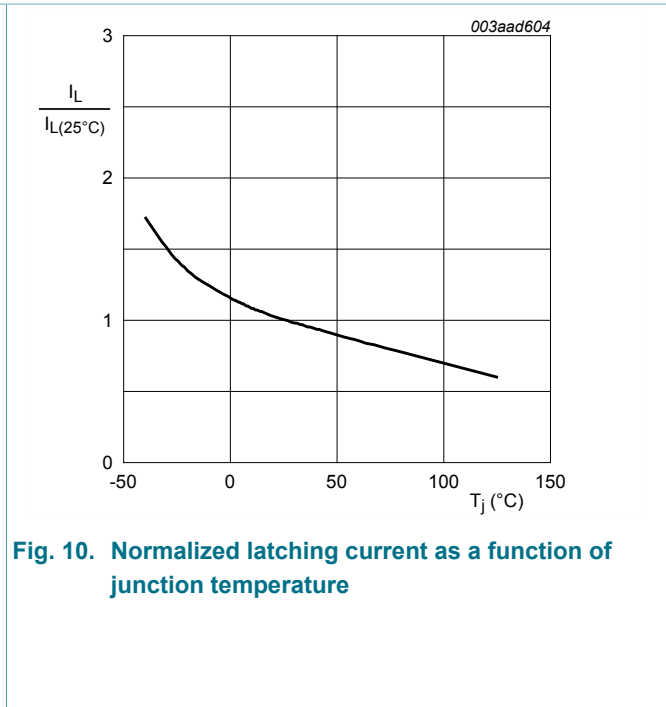 003aad604
3
I_L
I_L(25°C)
2
1
0
-50 0 50 100 150
T_j (°C)
Fig. 10. Normalized latching current as a function of
junction temperature